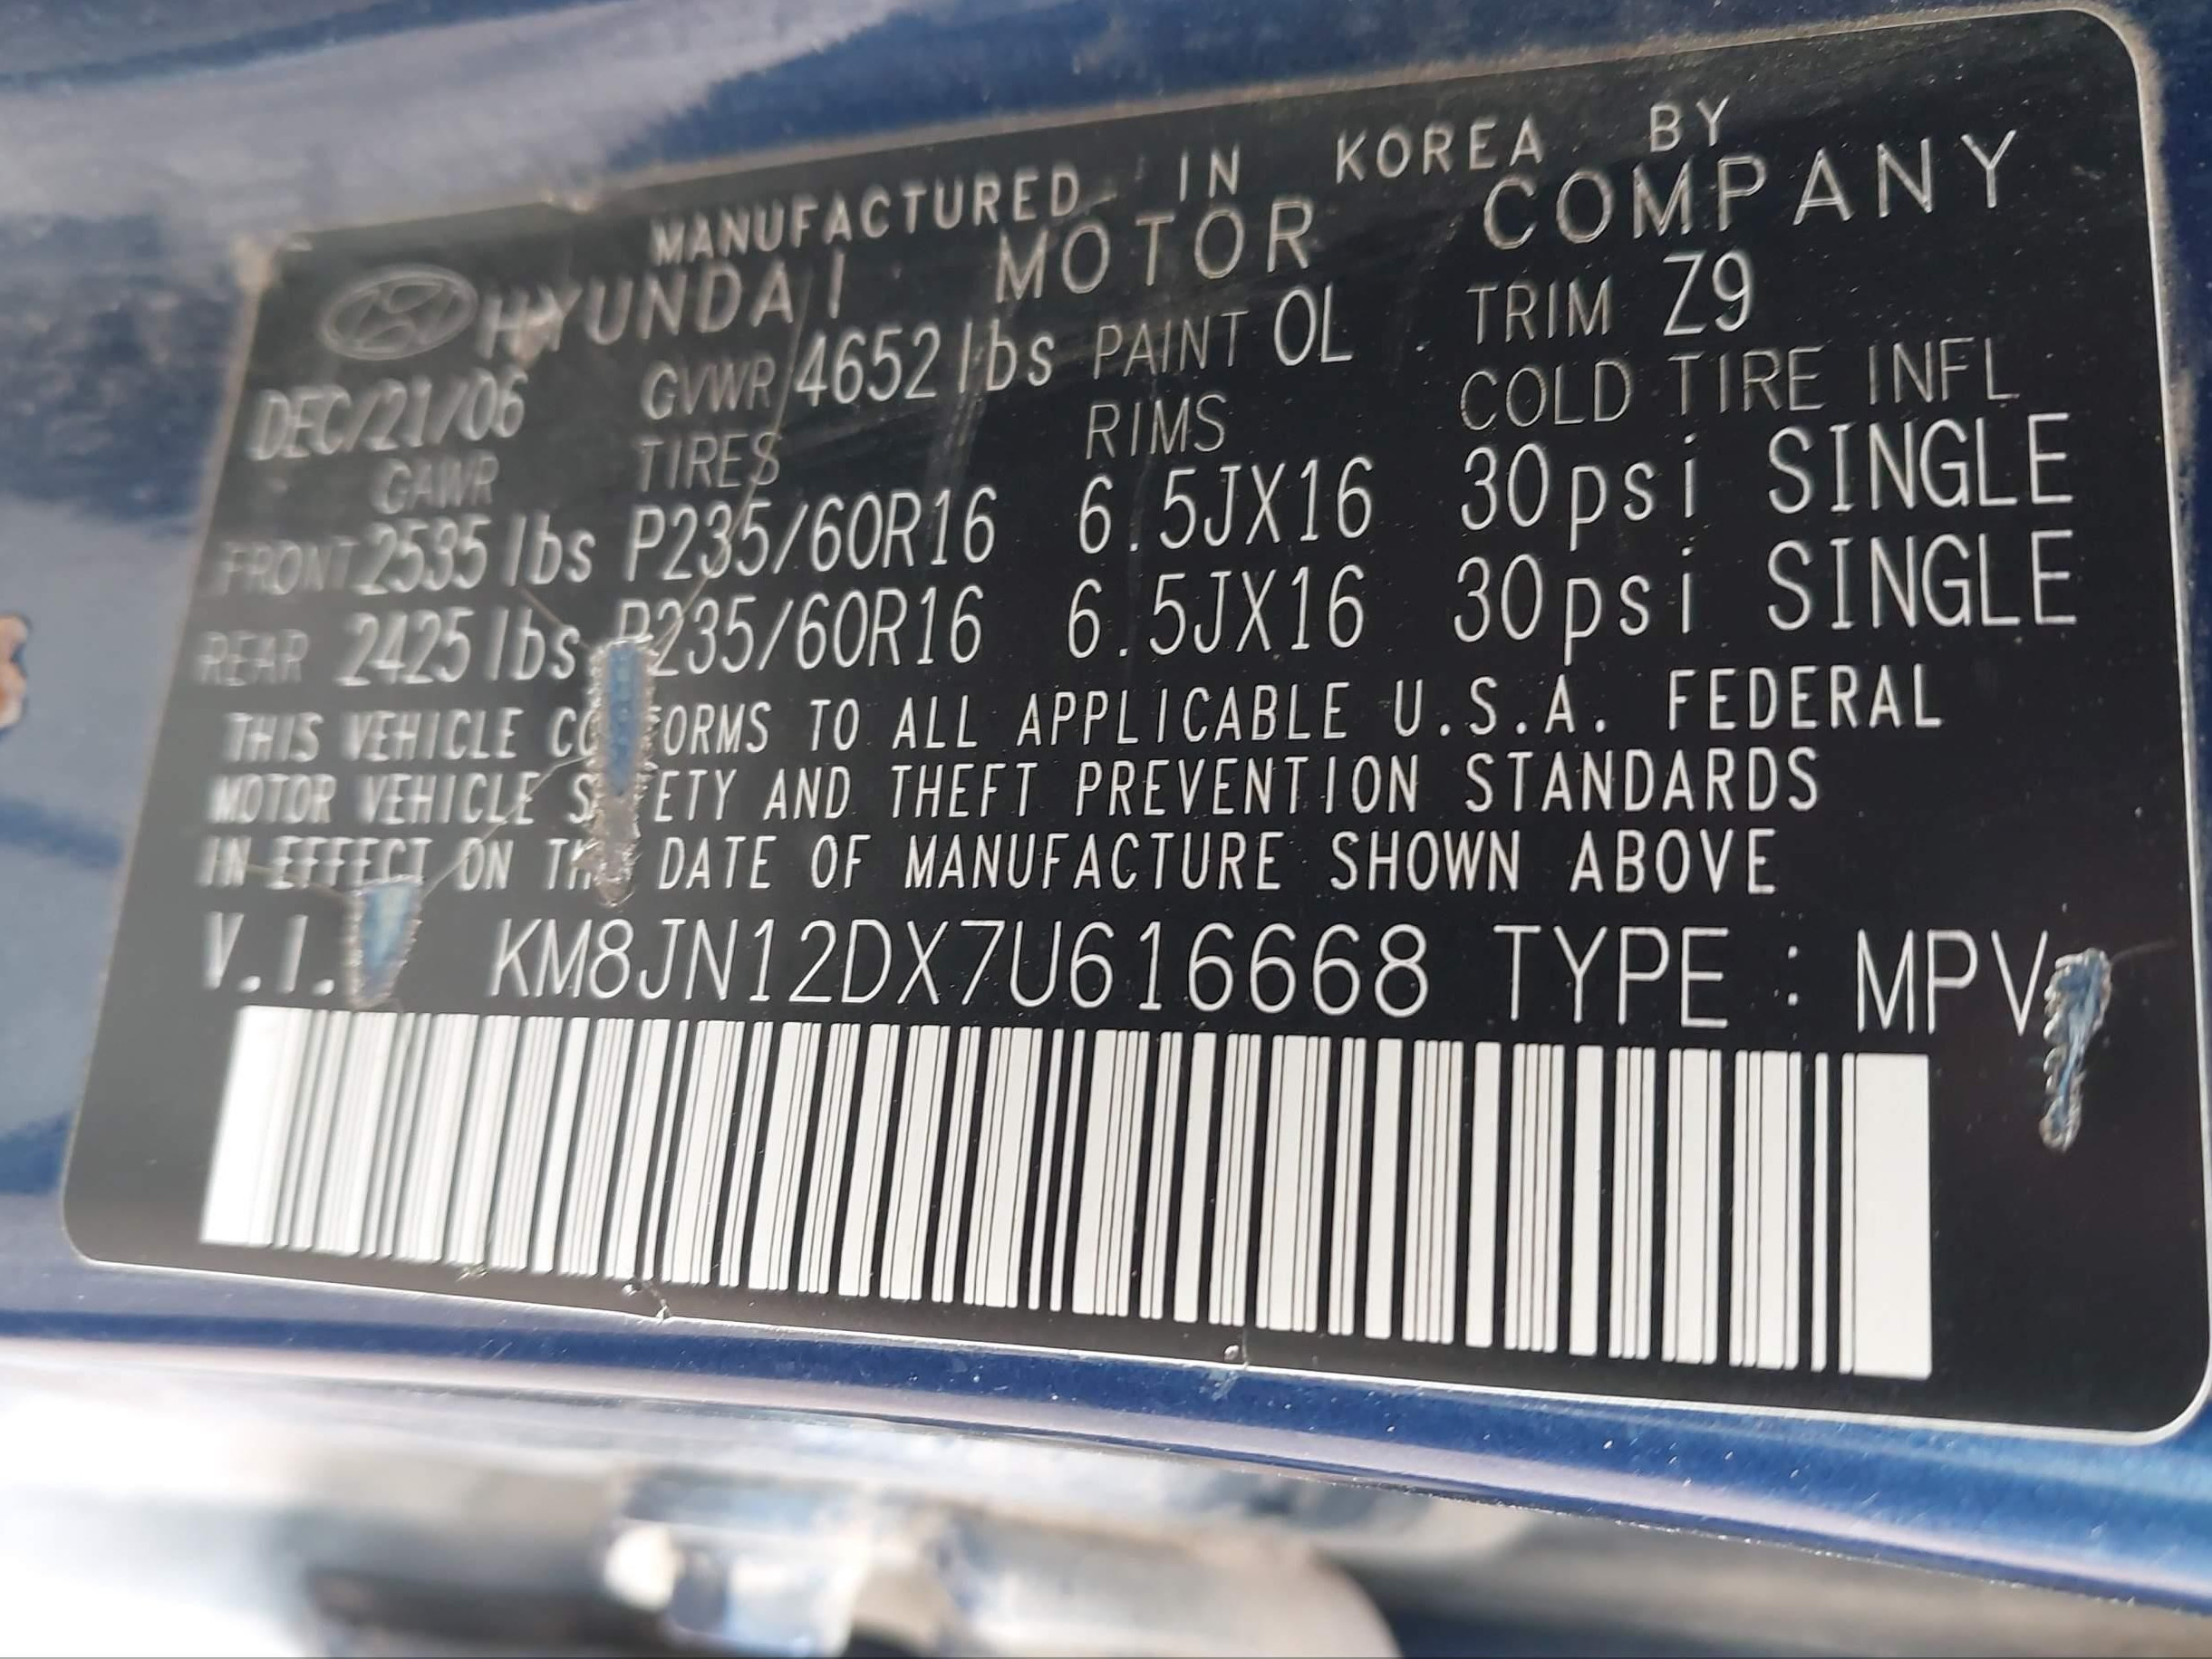 MANUFACTURED IN KOREA BY
HYUNDAI MOTOR COMPANY
DEC/21/06 GVWR 4652 lbs PAINT OL TRIM Z9
GAWR TIRES RIMS COLD TIRE INFL
FRONT 2535 lbs P235/60R16 6.5JX16 30psi SINGLE
REAR 2425 lbs P235/60R16 6.5JX16 30psi SINGLE
THIS VEHICLE CONFORMS TO ALL APPLICABLE U.S.A. FEDERAL
MOTOR VEHICLE SAFETY AND THEFT PREVENTION STANDARDS
IN EFFECT ON THE DATE OF MANUFACTURE SHOWN ABOVE
V.I. KM8JN12DX7U616668 TYPE : MPV